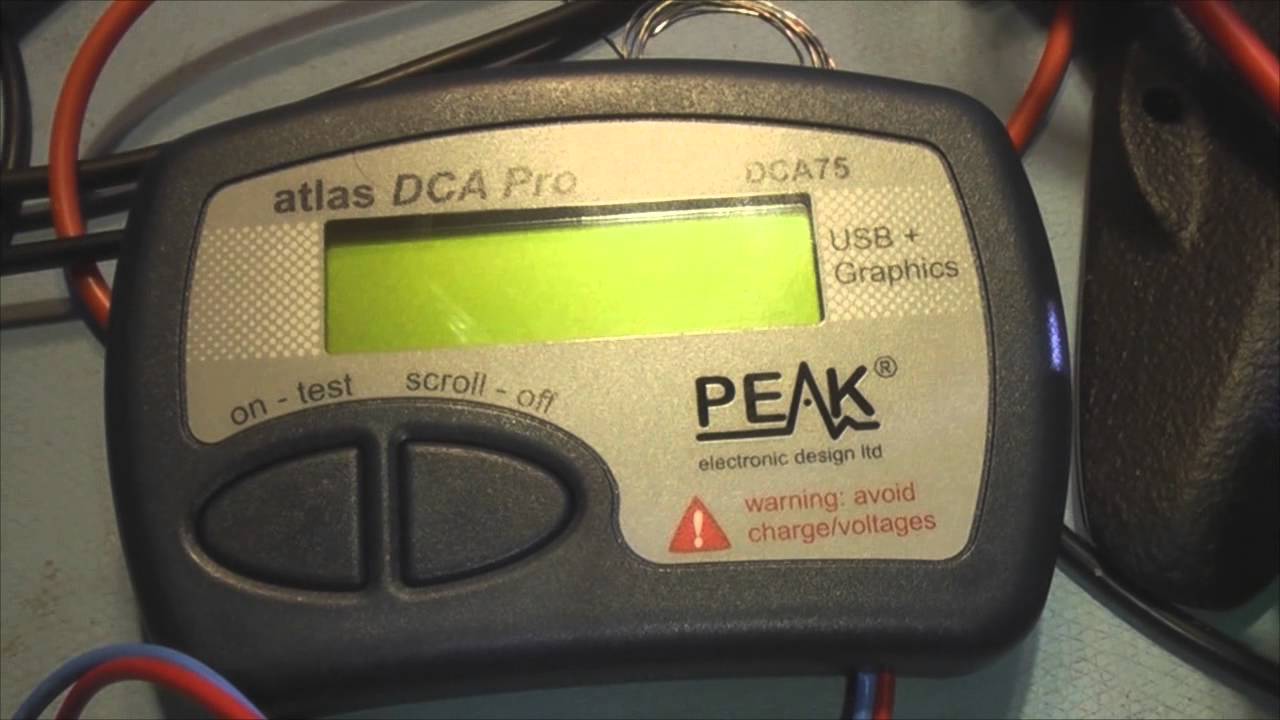 atlas DCA Pro
DCA75
USB +
Graphics
on - test
scroll - off
PEAK®
electronic design ltd
warning: avoid
charge/voltages